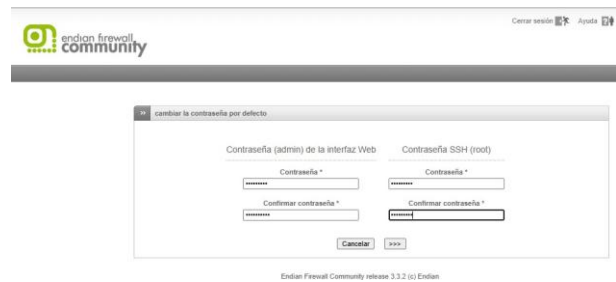 Cerrar sesión Ayuda
endian firewall
community
>> cambiar la contraseña por defecto
Contraseña (admin) de la interfaz Web Contraseña SSH (root)
Contraseña * Contraseña *
Confirmar contraseña * Confirmar contraseña *
Cancelar >>>
Endian Firewall Community release 3.3.2 (c) Endian